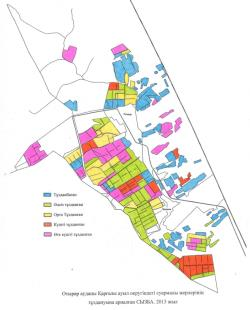 Тұзданбаған
Әлсіз тұзданған
Орта тұзданған
Күшті тұзданған
Өте күшті тұзданған
Отырар ауданы Қарғалы ауыл округіндегі суармалы жерлерінің
тұздануына арналған СЫЗБА. 2013 жыл